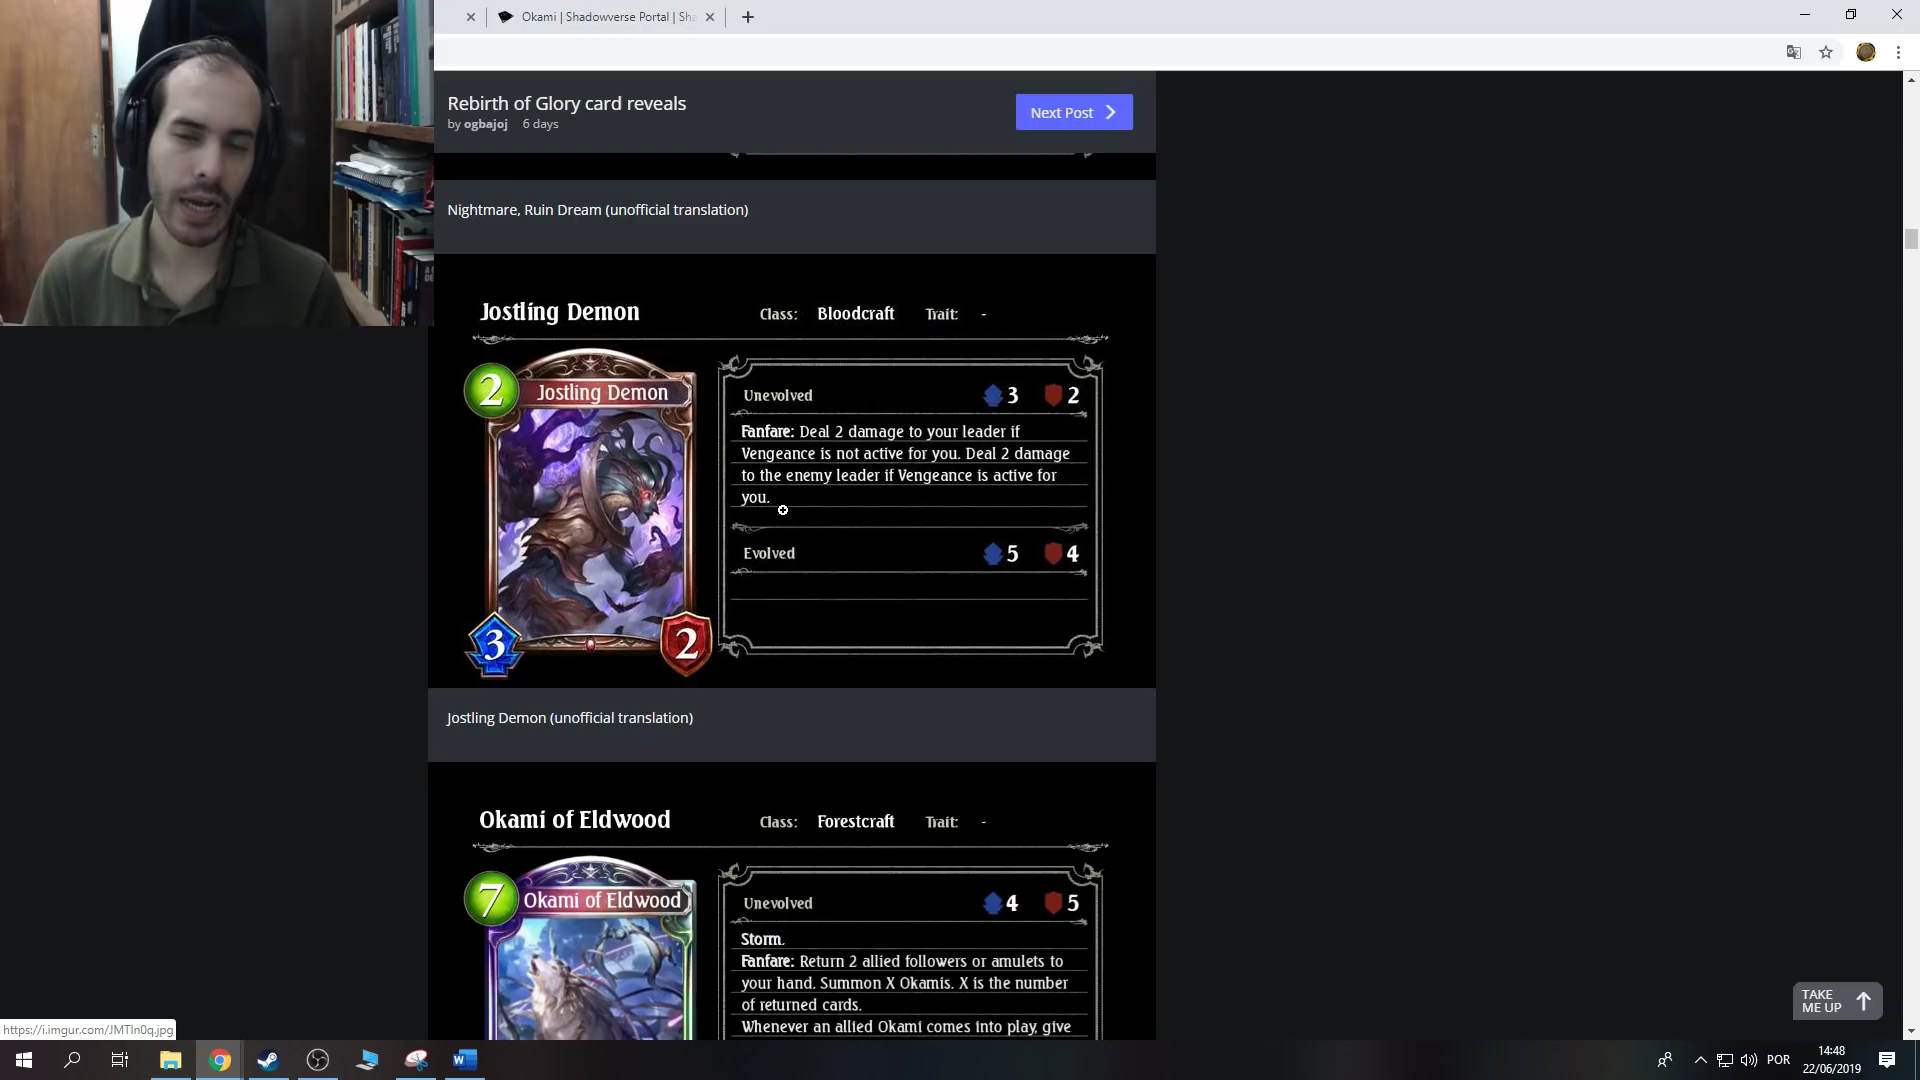 Okami | Shadowverse Portal | Sha
Rebirth of Glory card reveals
by ogbajoj 6 days
Next Post
Nightmare, Ruin Dream (unofficial translation)
Jostling Demon Class: Bloodcraft Trait: -
2 Jostling Demon
3 2
Unevolved 3 2
Fanfare: Deal 2 damage to your leader if
Vengeance is not active for you. Deal 2 damage
to the enemy leader if Vengeance is active for
you.
Evolved 5 4
Jostling Demon (unofficial translation)
Okami of Eldwood Class: Forestcraft Trait: -
7 Okami of Eldwood
Unevolved 4 5
Storm.
Fanfare: Return 2 allied followers or amulets to
your hand. Summon X Okamis. X is the number
of returned cards.
Whenever an allied Okami comes into play, give
TAKE
ME UP
https://i.imgur.com/JMTln0q.jpg
POR
14:48
22/06/2019